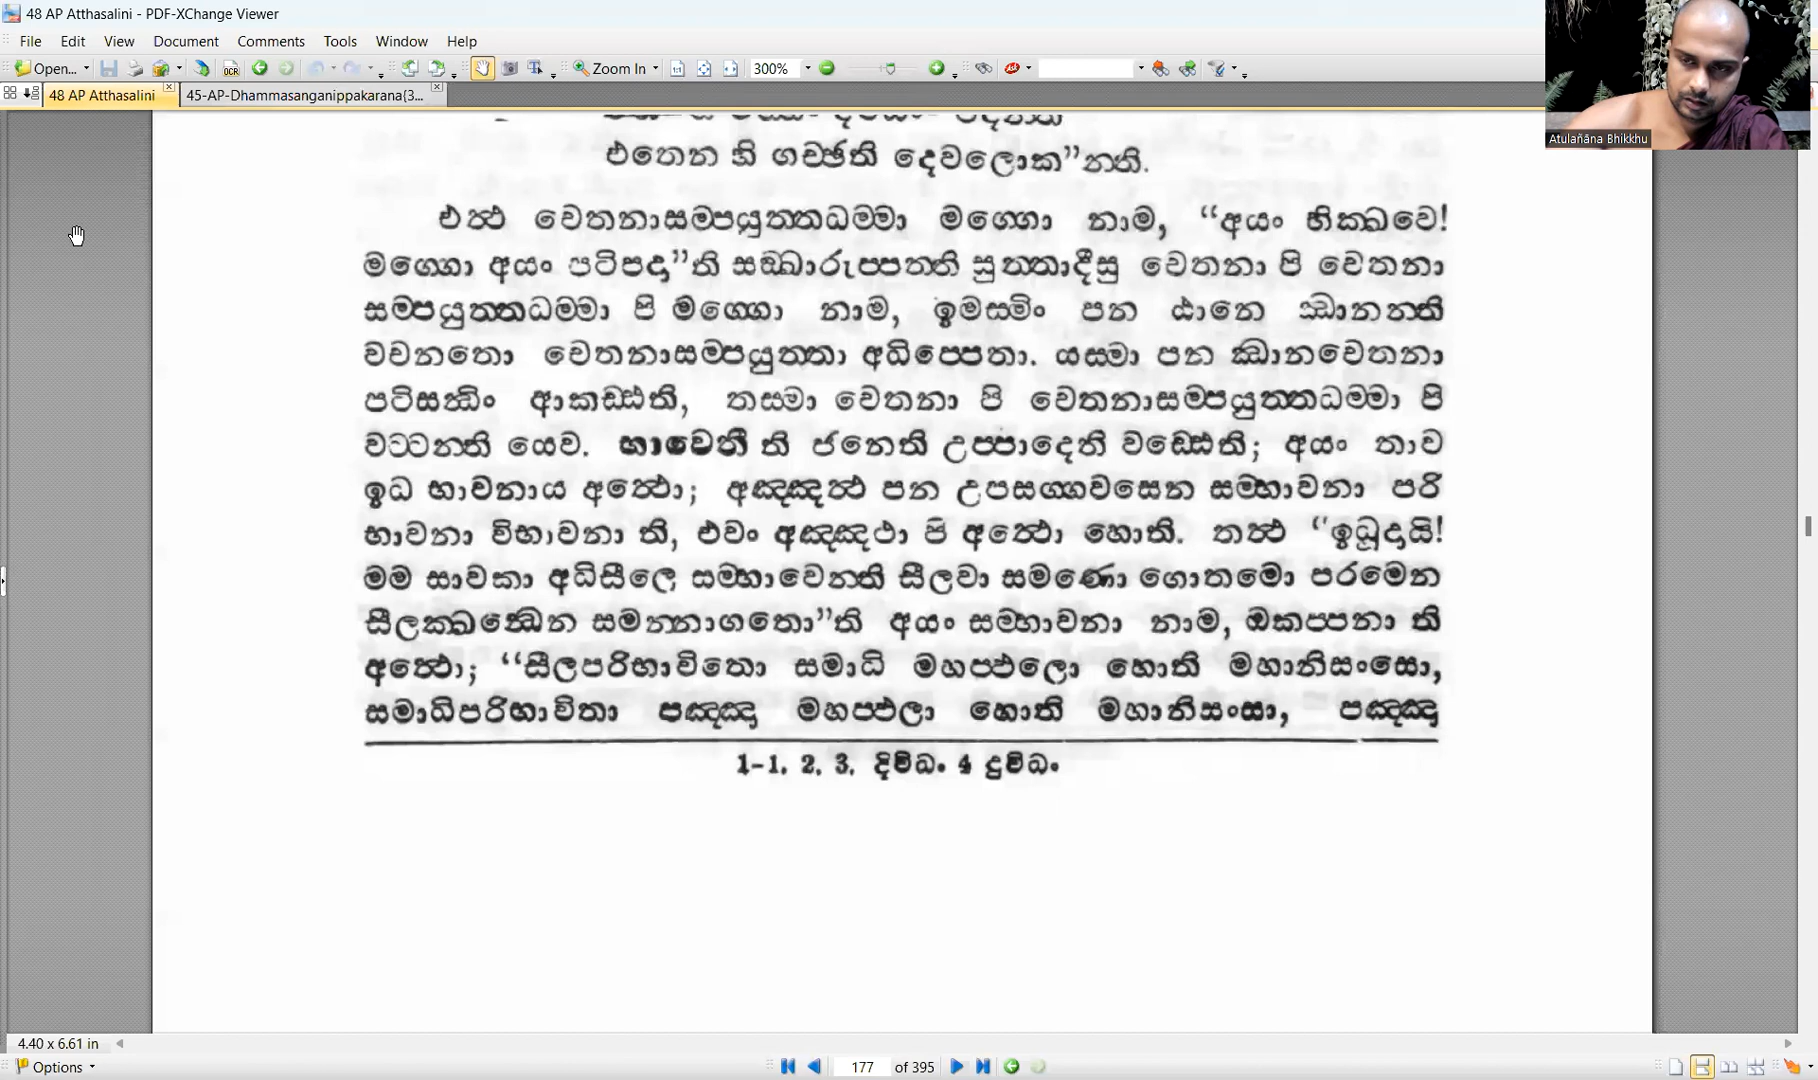 48 AP Atthasalini - PDF-XChange Viewer
File Edit View Document Comments Tools Window Help
Open... OCR Zoom In 300%
48 AP Atthasalini 45-AP-Dhammasanganippakarana{3...
Atulañāna Bhikkhu
එතෙන හි ගච්ඡති දෙවලොක”න්ති.
එත්ථ චෙතනාසම්පයුත්තධම්මා මග්ගො නාම, “අයං භික්ඛවෙ!
මග්ගො අයං පටිපදා”ති සඞ්ඛාරුප්පත්ති සුත්තාදීසු චෙතනා පි චෙතනා
සම්පයුත්තධම්මා පි මග්ගො නාම, ඉමස්මිං පන ඨානෙ ඣානන්ති
වචනතො චෙතනාසම්පයුත්තා අධිප්පෙතා. යස්මා පන ඣානචෙතනා
පටිසන්ධිං ආකඩ්ඪති, තස්මා චෙතනා පි චෙතනාසම්පයුත්තධම්මා පි
වට්ටන්ති යෙව. භාවෙතී ති ජනෙති උප්පාදෙති වඩ්ඪෙති; අයං තාව
ඉධ භාවනාය අත්ථො; අඤ්ඤත්ථ පන උපසග්ගවසෙන සම්භාවනා පරි
භාවනා විභාවනා ති, එවං අඤ්ඤථා පි අත්ථො හොති. තත්ථ “ඉධූදායි!
මම සාවකා අධිසීලෙ සම්භාවෙන්ති සීලවා සමණො ගොතමො පරමෙන
සීලක්ඛන්ධෙන සමන්නාගතො”ති අයං සම්භාවනා නාම, ඔකප්පනා ති
අත්ථො; “සීලපරිභාවිතො සමාධි මහප්ඵලො හොති මහානිසංසො,
සමාධිපරිභාවිතා පඤ්ඤා මහප්ඵලා හොති මහානිසංසා, පඤ්ඤා
1-1. 2. 3. දිබ්බං. 4 දුබ්බං.
4.40 x 6.61 in
Options 177 of 395